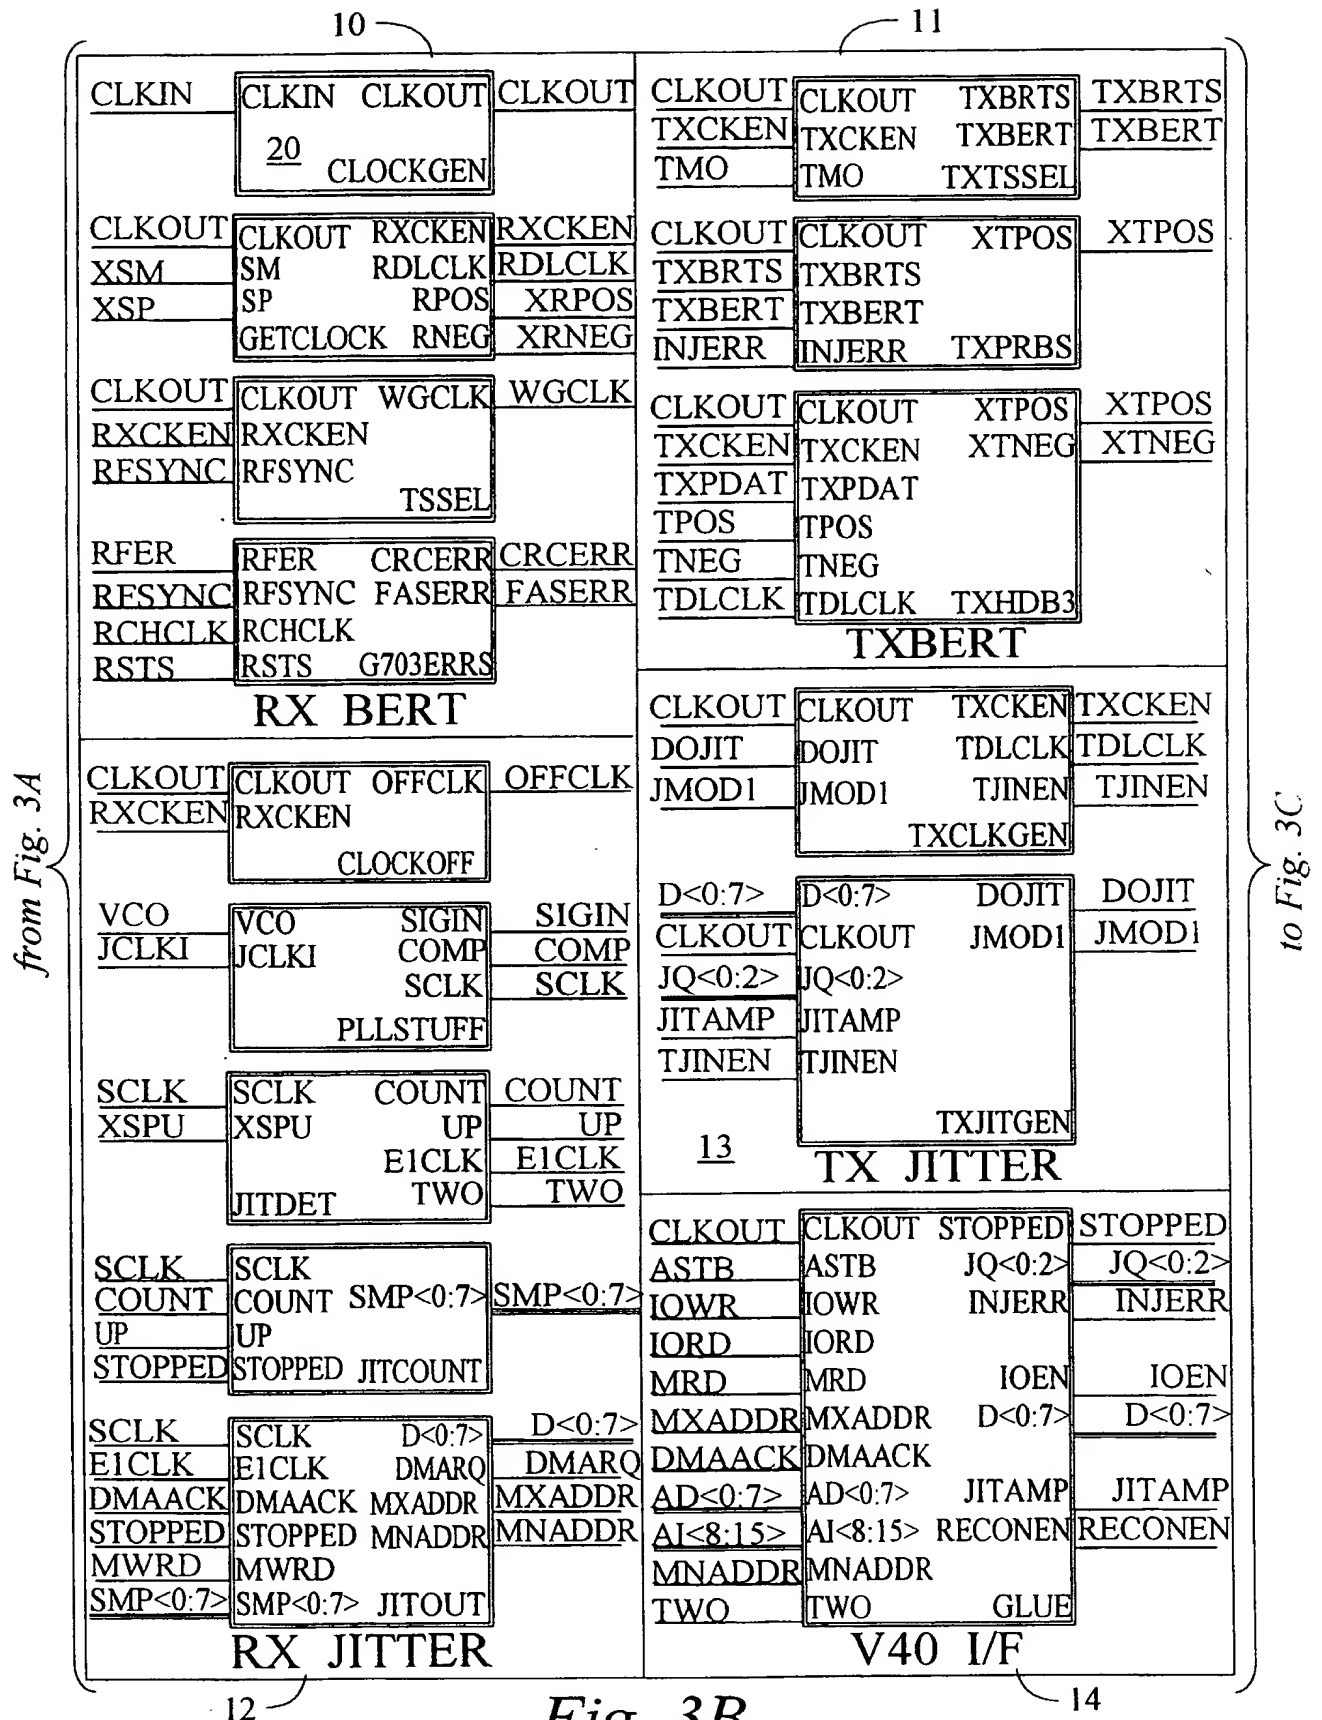 10
11
from Fig. 3A
CLKIN CLKIN CLKOUT CLKOUT
20
CLOCKGEN
CLKOUT CLKOUT RXCKEN RXCKEN
XSM SM RDLCLK RDLCLK
XSP SP RPOS XRPOS
GETCLOCK RNEG XRNEG
CLKOUT CLKOUT WGCLK WGCLK
RXCKEN RXCKEN
RFSYNC RFSYNC
TSSEL
RFER RFER CRCERR CRCERR
RFSYNC RFSYNC FASERR FASERR
RCHCLK RCHCLK
RSTS RSTS G703ERRS
RX BERT
CLKOUT CLKOUT OFFCLK OFFCLK
RXCKEN RXCKEN
CLOCKOFF
VCO VCO SIGIN SIGIN
JCLKI JCLKI COMP COMP
SCLK SCLK
PLLSTUFF
SCLK SCLK COUNT COUNT
XSPU XSPU UP UP
E1CLK E1CLK
JITDET TWO TWO
SCLK SCLK
COUNT COUNT SMP<0:7> SMP<0:7>
UP UP
STOPPED STOPPED JITCOUNT
SCLK SCLK D<0:7> D<0:7>
E1CLK E1CLK DMARQ DMARQ
DMAACK DMAACK MXADDR MXADDR
STOPPED STOPPED MNADDR MNADDR
MWRD MWRD
SMP<0:7> SMP<0:7> JITOUT
RX JITTER
12
CLKOUT CLKOUT TXBRTS TXBRTS
TXCKEN TXCKEN TXBERT TXBERT
TMO TMO TXTSSEL
CLKOUT CLKOUT XTPOS XTPOS
TXBRTS TXBRTS
TXBERT TXBERT
INJERR INJERR TXPRBS
CLKOUT CLKOUT XTPOS XTPOS
TXCKEN TXCKEN XTNEG XTNEG
TXPDAT TXPDAT
TPOS TPOS
TNEG TNEG
TDLCLK TDLCLK TXHDB3
TXBERT
CLKOUT CLKOUT TXCKEN TXCKEN
DOJIT DOJIT TDLCLK TDLCLK
JMOD1 JMOD1 TJINEN TJINEN
TXCLKGEN
D<0:7> D<0:7> DOJIT DOJIT
CLKOUT CLKOUT JMOD1 JMOD1
JQ<0:2> JQ<0:2>
JITAMP JITAMP
TJINEN TJINEN
TXJITGEN
13
TX JITTER
CLKOUT CLKOUT STOPPED STOPPED
ASTB ASTB JQ<0:2> JQ<0:2>
IOWR IOWR INJERR INJERR
IORD IORD
MRD MRD IOEN IOEN
MXADDR MXADDR D<0:7> D<0:7>
DMAACK DMAACK
AD<0:7> AD<0:7> JITAMP JITAMP
AI<8:15> AI<8:15> RECONEN RECONEN
MNADDR MNADDR
TWO TWO GLUE
V40 I/F
14
to Fig. 3C
Fig. 3B